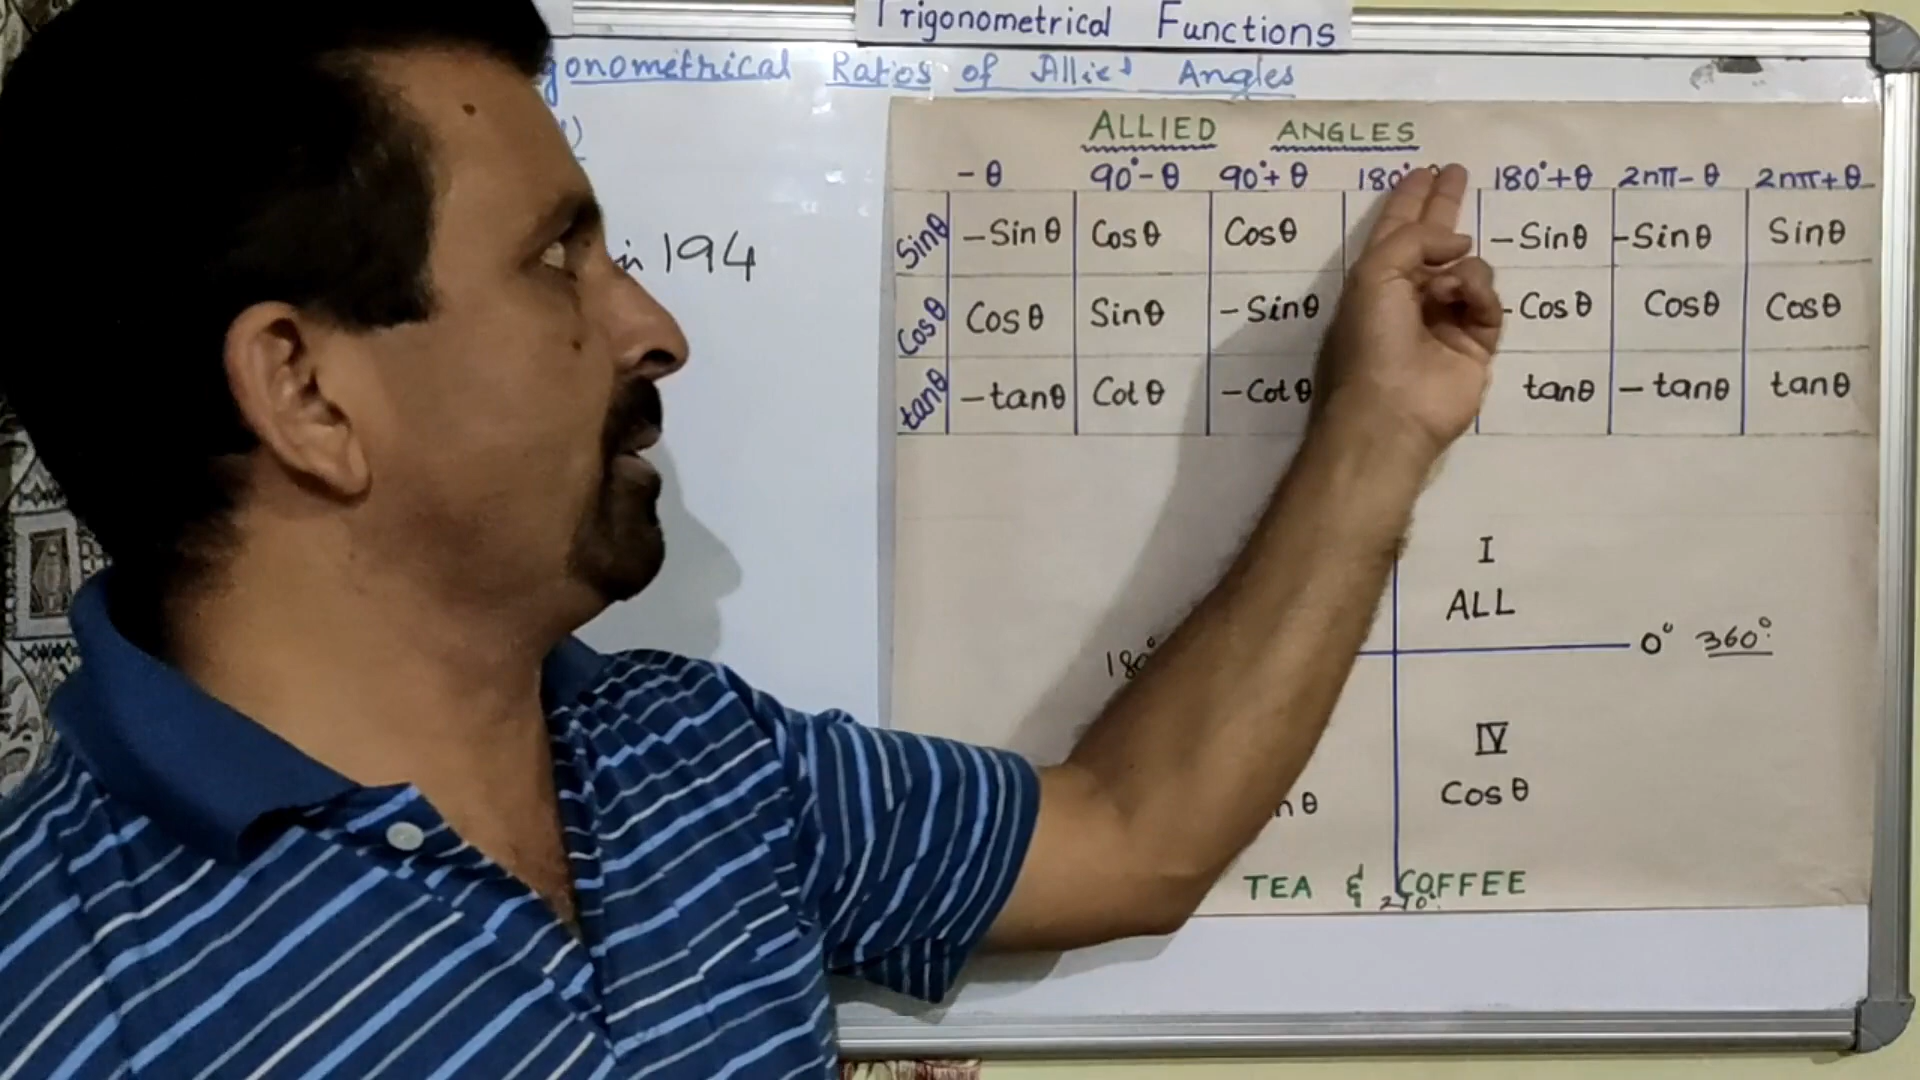 Trigonometrical Functions
gonometrical Ratios of Allied Angles
ALLIED ANGLES
-θ 90°-θ 90°+θ 180° 180°+θ 2nπ-θ 2nπ+θ
Sinθ -Sinθ Cosθ Cosθ -Sinθ -Sinθ Sinθ
Cosθ Cosθ Sinθ -Sinθ -Cosθ Cosθ Cosθ
tanθ -tanθ Cotθ -Cotθ tanθ -tanθ tanθ
194
I
ALL
180° 0° 360°
IV
Cosθ
TEA & COFFEE
270°